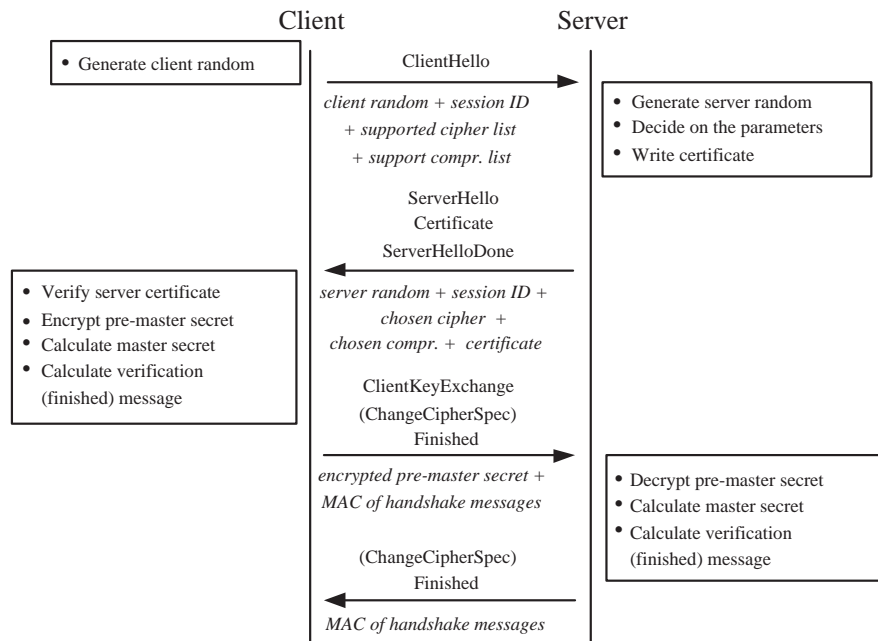 Client
Server
• Generate client random
ClientHello
client random + session ID
+ supported cipher list
+ support compr. list
• Generate server random
• Decide on the parameters
• Write certificate
ServerHello
Certificate
ServerHelloDone
server random + session ID +
chosen cipher +
chosen compr. + certificate
• Verify server certificate
• Encrypt pre-master secret
• Calculate master secret
• Calculate verification
(finished) message
ClientKeyExchange
(ChangeCipherSpec)
Finished
encrypted pre-master secret +
MAC of handshake messages
• Decrypt pre-master secret
• Calculate master secret
• Calculate verification
(finished) message
(ChangeCipherSpec)
Finished
MAC of handshake messages